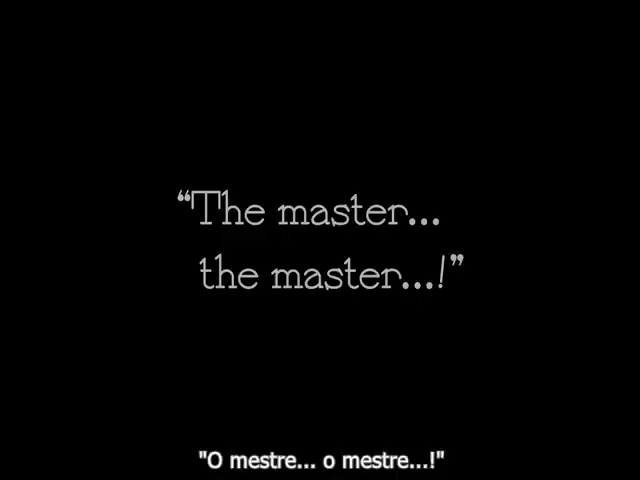 “The master...
the master...!”
"O mestre... o mestre...!"